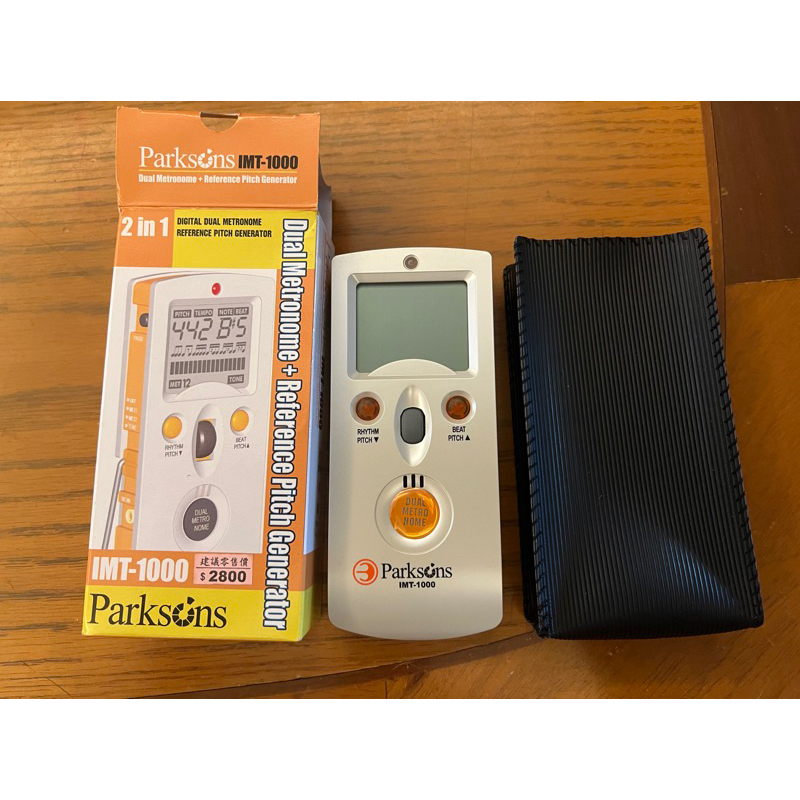 Parksons IMT-1000
Dual Metronome + Reference Pitch Generator
2 in 1
DIGITAL DUAL METRONOME
REFERENCE PITCH GENERATOR
Dual Metronome + Reference Pitch Generator
PITCH TEMPO NOTE BEAT
442 B♯5
MET 12
TONE
RHYTHM
PITCH ▼
BEAT
PITCH ▲
DUAL
METRO
NOME
IMT-1000
建議零售價
$ 2800
Parksons
RHYTHM
PITCH ▼
BEAT
PITCH ▲
DUAL
METRO
NOME
Parksons
IMT-1000